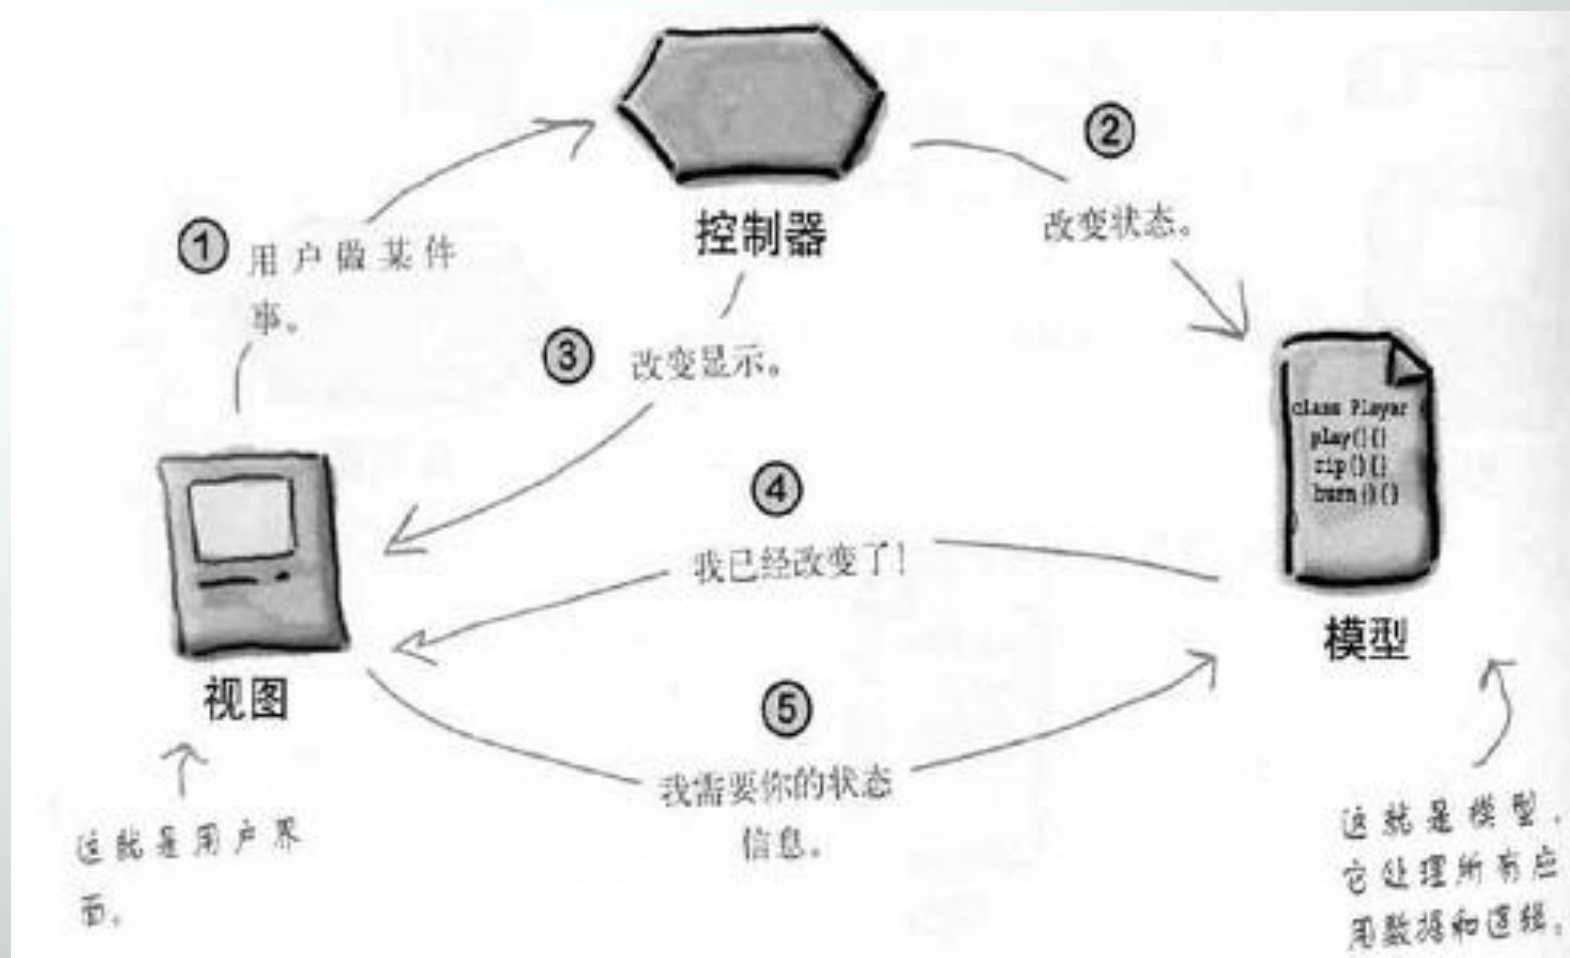 控制器
②
改变状态。
① 用户做某件
事。
③ 改变显示。
class Player
play(){}
rip(){}
burn(){}
④
我已经改变了!
模型
视图
⑤
我需要你的状态
信息。
这就是用户界
面。
这就是模型，
它处理所有应
用数据和逻辑。